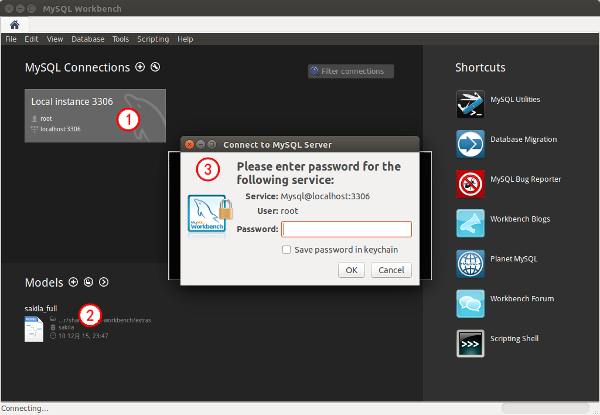 MySQL Workbench
File Edit View Database Tools Scripting Help
MySQL Connections
Filter connections
Local instance 3306
root
localhost:3306
1
Shortcuts
MySQL Utilities
Database Migration
MySQL Bug Reporter
Workbench Blogs
Planet MySQL
Workbench Forum
Scripting Shell
Connect to MySQL Server
3
Please enter password for the
following service:
Service: Mysql@localhost:3306
User: root
Password:
Save password in keychain
OK Cancel
MySQL
Workbench
Models
sakila_full
2
...r/sha workbench/extras
sakila
10 12月 15, 23:47
Connecting...